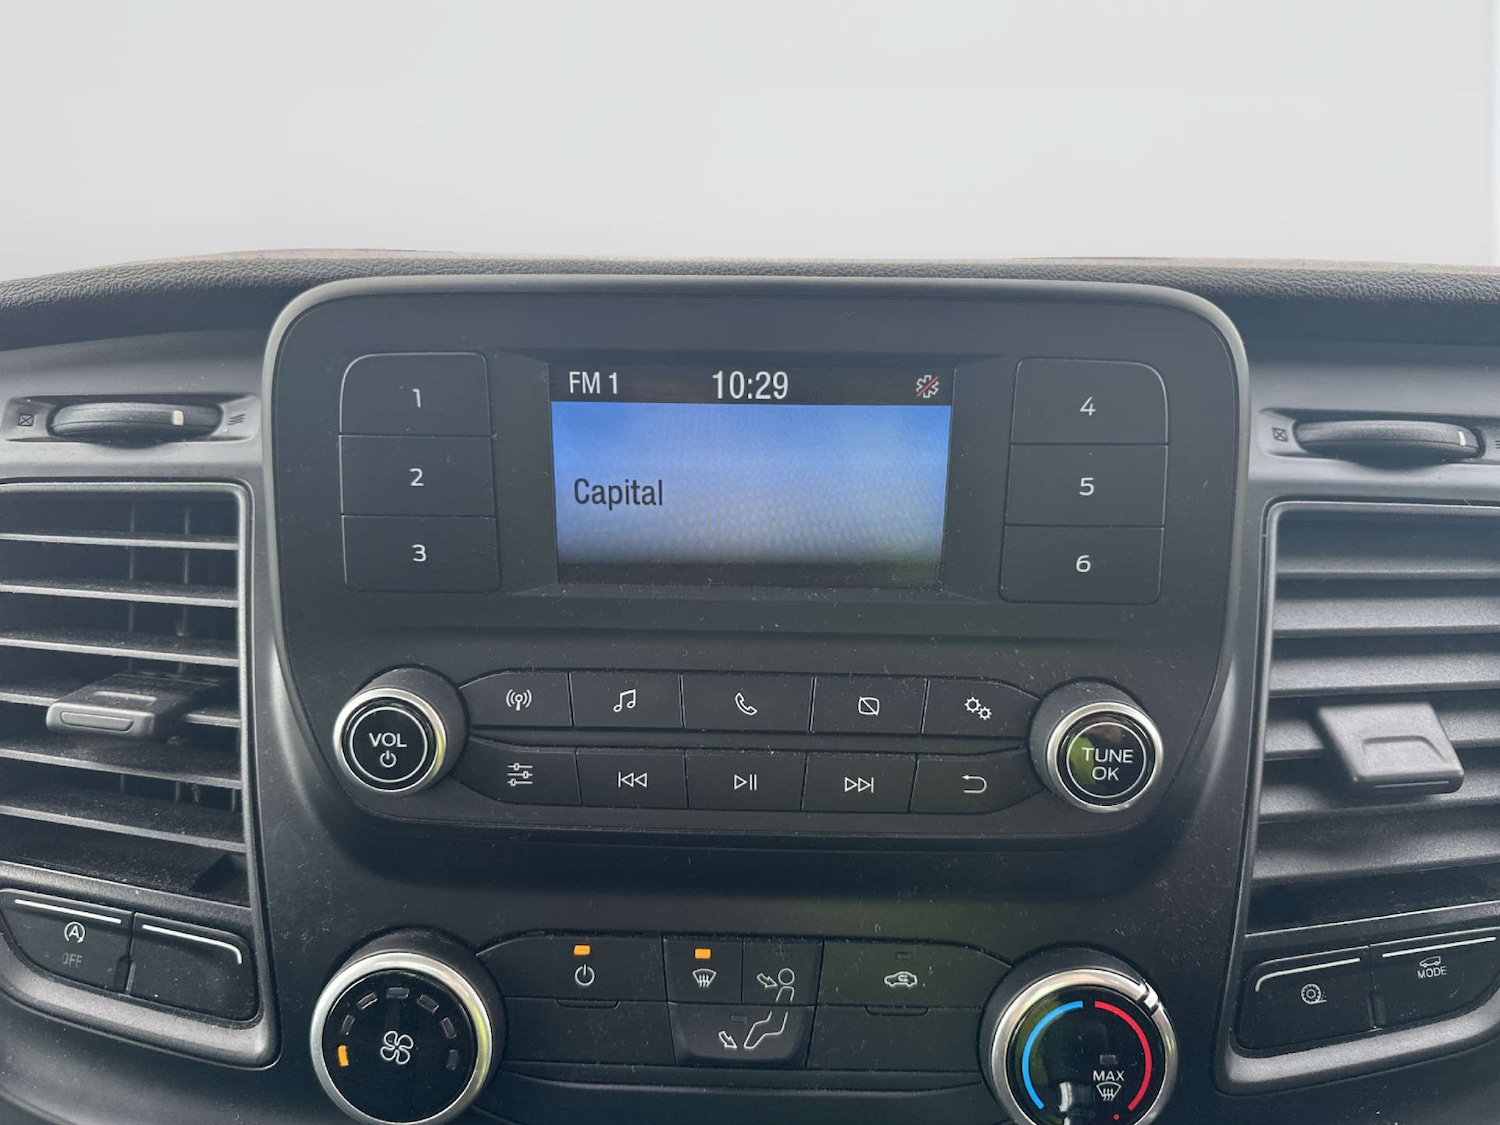 FM 1 10:29
Capital
1
2
3
4
5
6
VOL
TUNE
OK
A
OFF
MODE
MAX